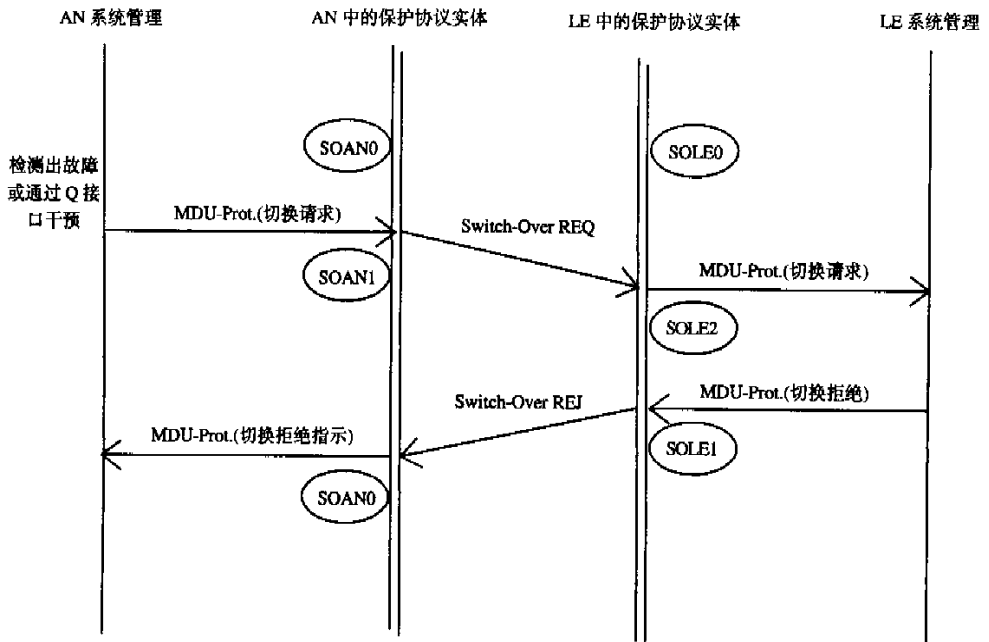 AN 系统管理
AN 中的保护协议实体
LE 中的保护协议实体
LE 系统管理
SOAN0
SOLE0
检测出故障
或通过 Q 接
口干预
MDU-Prot.(切换请求)
Switch-Over REQ
SOAN1
MDU-Prot.(切换请求)
SOLE2
MDU-Prot.(切换拒绝)
Switch-Over REJ
MDU-Prot.(切换拒绝指示)
SOLE1
SOAN0